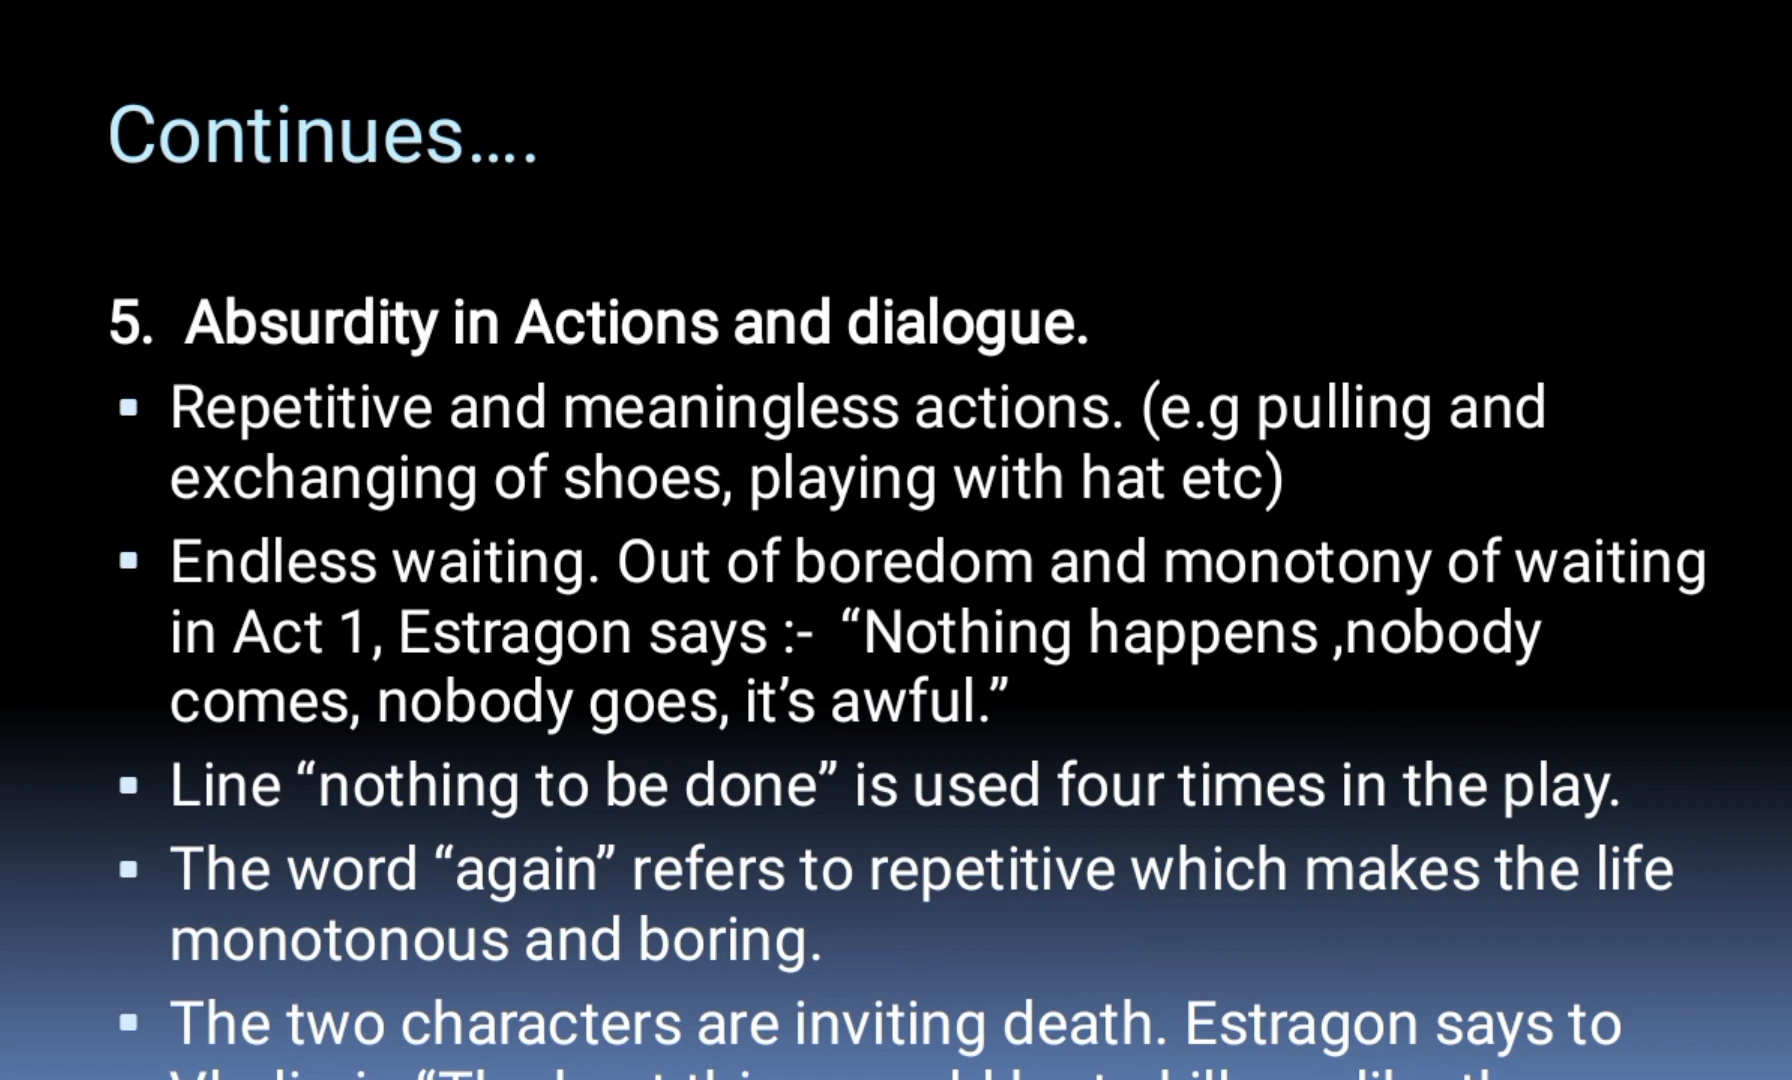 Continues….
5. Absurdity in Actions and dialogue.
▪ Repetitive and meaningless actions. (e.g pulling and
exchanging of shoes, playing with hat etc)
▪ Endless waiting. Out of boredom and monotony of waiting
in Act 1, Estragon says :- “Nothing happens ,nobody
comes, nobody goes, it’s awful.”
▪ Line “nothing to be done” is used four times in the play.
▪ The word “again” refers to repetitive which makes the life
monotonous and boring.
▪ The two characters are inviting death. Estragon says to